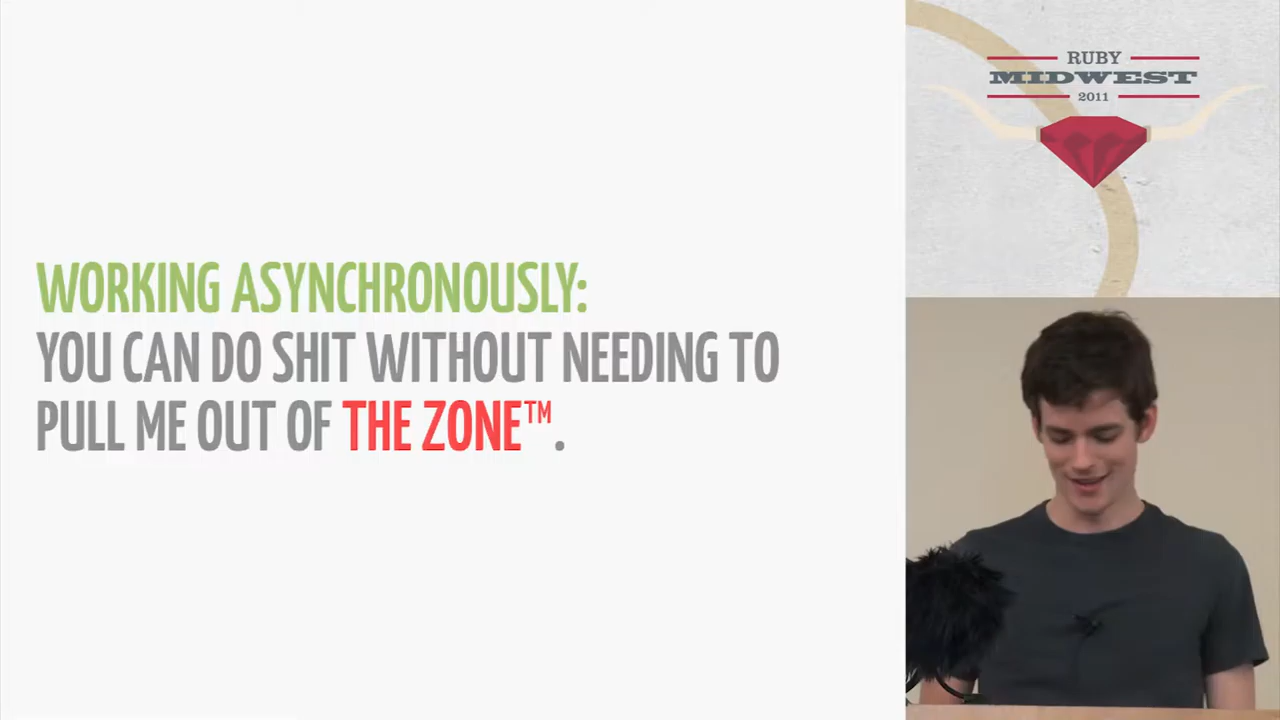 WORKING ASYNCHRONOUSLY:
YOU CAN DO SHIT WITHOUT NEEDING TO
PULL ME OUT OF THE ZONE™.
RUBY
MIDWEST
2011